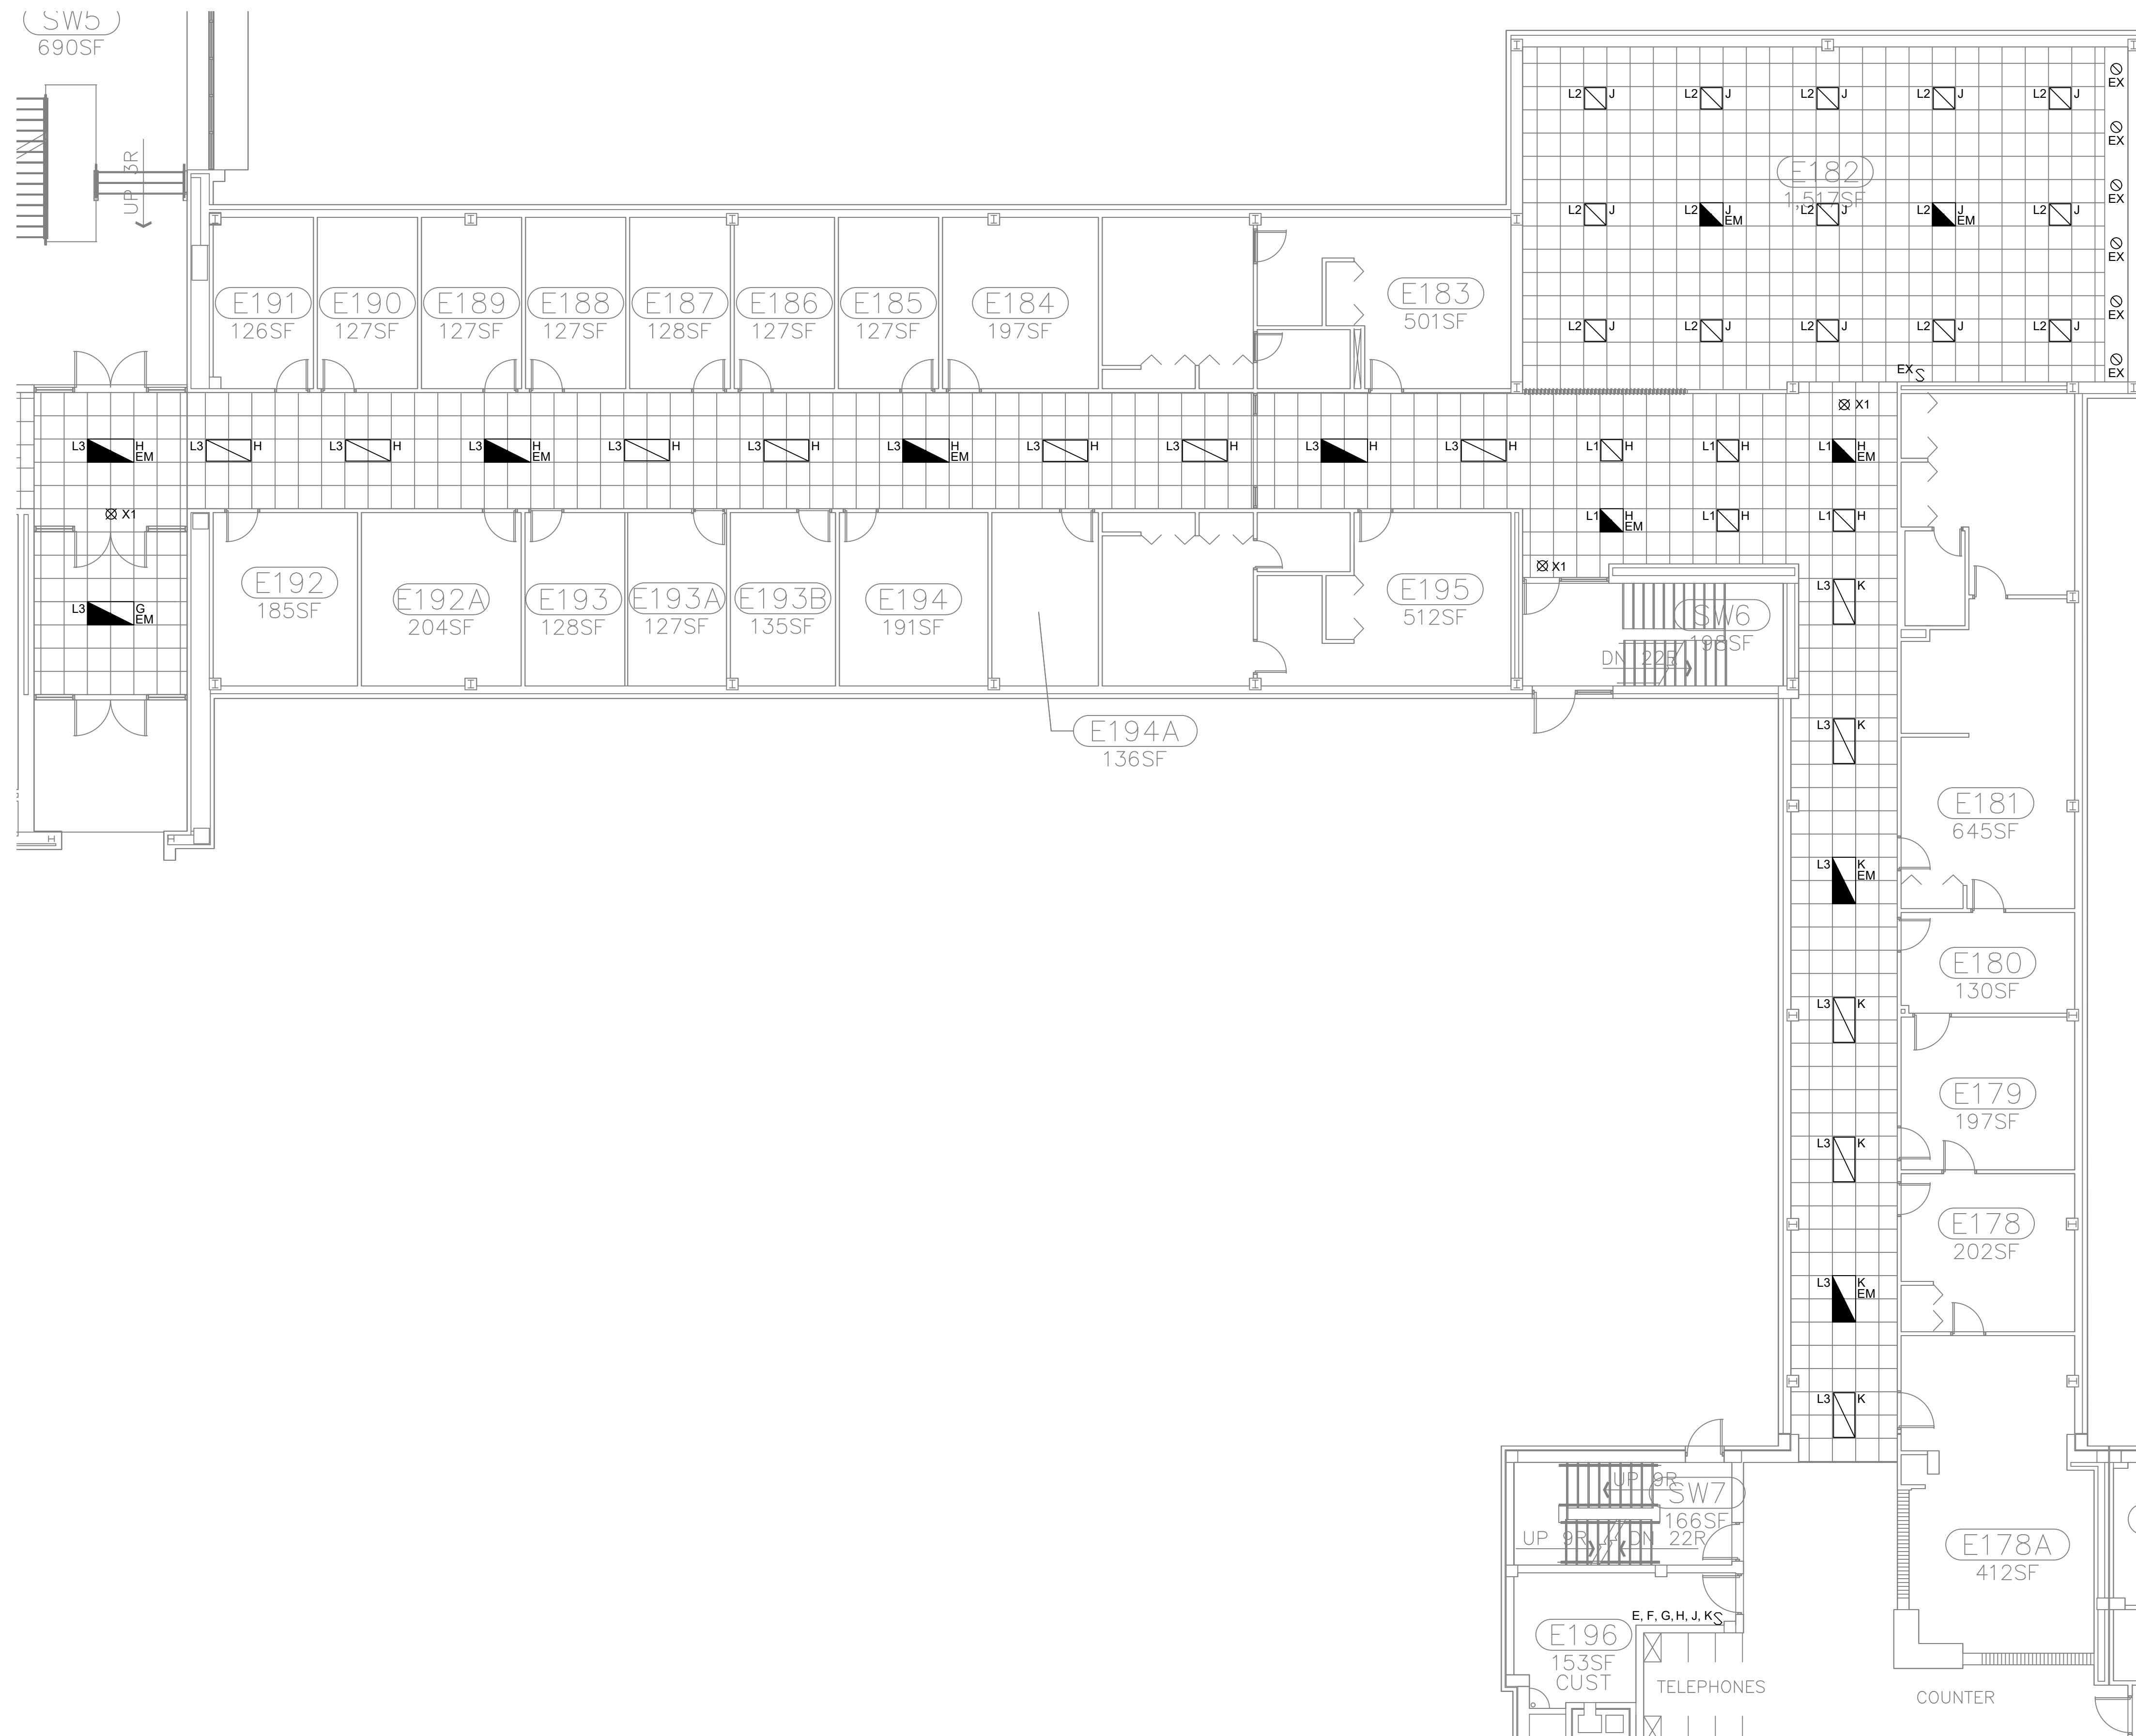 SW5
690SF
UP 3R
EX
L2 J L2 J L2 J L2 J L2 J
EX
E182
1,517SF
EX
L2 J L2 J EM L2 J L2 J EM L2 J
EX
EX
L2 J L2 J L2 J L2 J L2 J
EX
EX S
E191
126SF
E190
127SF
E189
127SF
E188
127SF
E187
128SF
E186
127SF
E185
127SF
E184
197SF
E183
501SF
X1
L3 H EM
L3 H
L3 H
L3 H EM
L3 H
L3 H
L3 H EM
L3 H
L3 H
L3 H
L3 H
L1 H
L1 H
L1 H EM
X1
L1 H EM
L1 H
L1 H
X1
L3 G EM
E192
185SF
E192A
204SF
E193
128SF
E193A
127SF
E193B
135SF
E194
191SF
E195
512SF
SW6
198SF
DN 22R
E194A
136SF
L3 K
L3 K
L3 K EM
L3 K
L3 K
L3 K EM
L3 K
E181
645SF
E180
130SF
E179
197SF
E178
202SF
UP 9R
SW7
166SF
UP 9R DN 22R
E178A
412SF
E, F, G, H, J, K S
E196
153SF
CUST
TELEPHONES
COUNTER